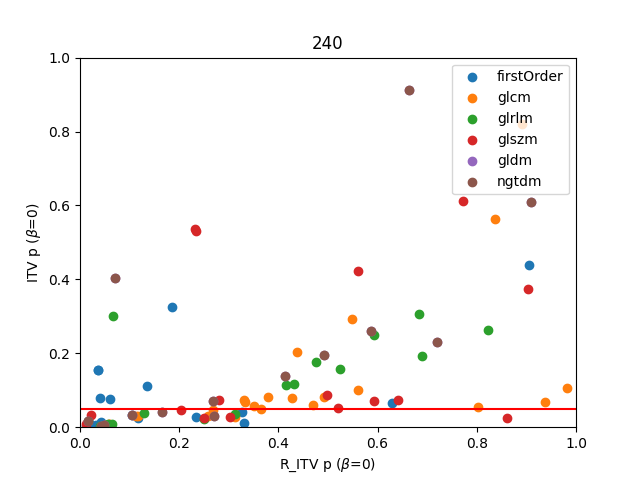 240
1.0
0.8
0.6
0.4
0.2
0.0
ITV p (β=0)
0.0 0.2 0.4 0.6 0.8 1.0
R_ITV p (β=0)
firstOrder
glcm
glrlm
glszm
gldm
ngtdm